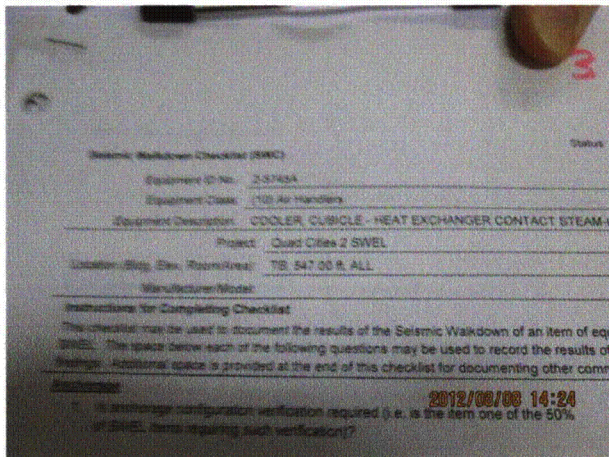 3
Status:
Seismic Walkdown Checklist (SWC)
Equipment ID No. 2-5745A
Equipment Class: (10) Air Handlers
Equipment Description: COOLER, CUBICLE - HEAT EXCHANGER CONTACT STEAM-
Project: Quad Cities 2 SWEL
Location (Bldg, Elev, Room/Area): TB, 547.00 ft, ALL
Manufacturer/Model:
Instructions for Completing Checklist
This checklist may be used to document the results of the Seismic Walkdown of an item of equ
SWEL. The space below each of the following questions may be used to record the results of
findings. Additional space is provided at the end of this checklist for documenting other comm
Anchorage
2012/08/08 14:24
1. Is anchorage configuration verification required (i.e. is the item one of the 50%
of SWEL items requiring such verification)?